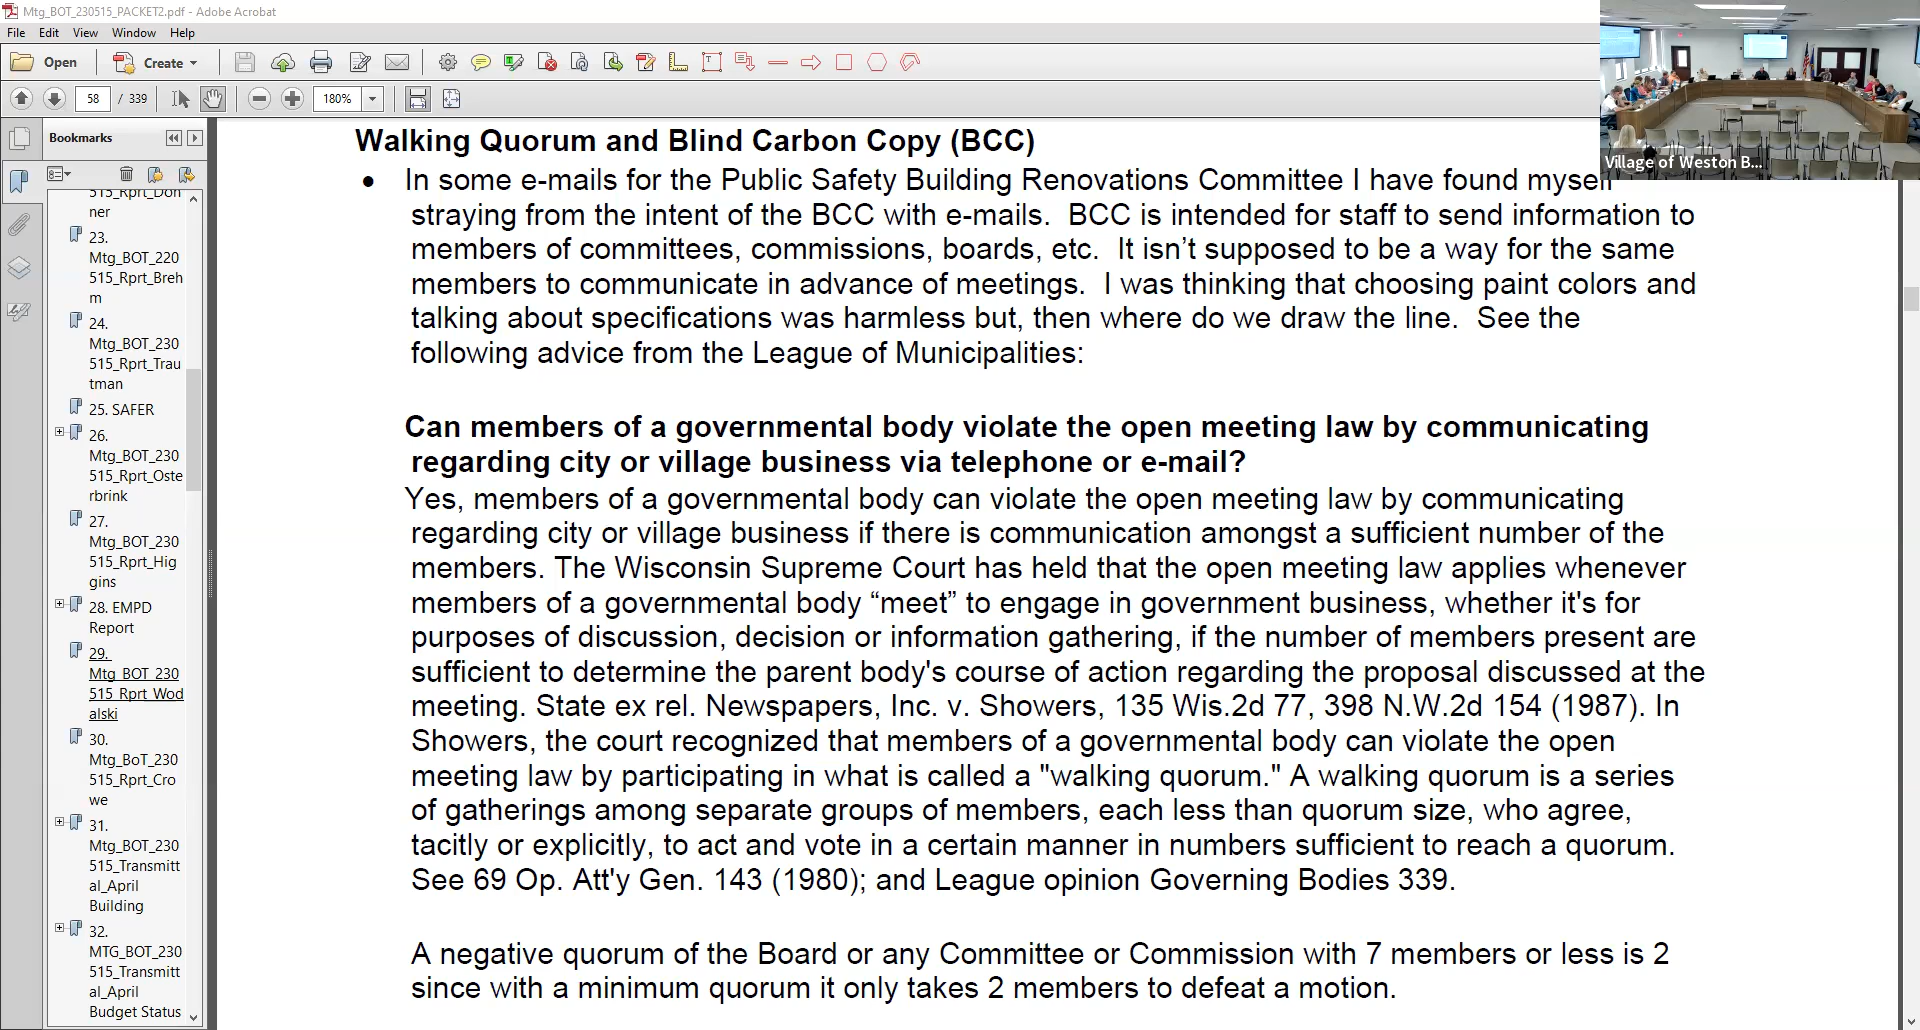 Mtg_BOT_230515_PACKET2.pdf - Adobe Acrobat
File Edit View Window Help
Open Create
58 / 339 180%
Bookmarks
515_Rprt_Don
ner
23.
Mtg_BOT_220
515_Rprt_Breh
m
24.
Mtg_BOT_230
515_Rprt_Trau
tman
25. SAFER
26.
Mtg_BOT_230
515_Rprt_Oste
rbrink
27.
Mtg_BOT_230
515_Rprt_Hig
gins
28. EMPD
Report
29.
Mtg_BOT_230
515_Rprt_Wod
alski
30.
Mtg_BoT_230
515_Rprt_Cro
we
31.
Mtg_BOT_230
515_Transmitt
al_April
Building
32.
MTG_BOT_230
515_Transmitt
al_April
Budget Status
Walking Quorum and Blind Carbon Copy (BCC)
• In some e-mails for the Public Safety Building Renovations Committee I have found myself
straying from the intent of the BCC with e-mails. BCC is intended for staff to send information to
members of committees, commissions, boards, etc. It isn’t supposed to be a way for the same
members to communicate in advance of meetings. I was thinking that choosing paint colors and
talking about specifications was harmless but, then where do we draw the line. See the
following advice from the League of Municipalities:
Can members of a governmental body violate the open meeting law by communicating
regarding city or village business via telephone or e-mail?
Yes, members of a governmental body can violate the open meeting law by communicating
regarding city or village business if there is communication amongst a sufficient number of the
members. The Wisconsin Supreme Court has held that the open meeting law applies whenever
members of a governmental body “meet” to engage in government business, whether it's for
purposes of discussion, decision or information gathering, if the number of members present are
sufficient to determine the parent body's course of action regarding the proposal discussed at the
meeting. State ex rel. Newspapers, Inc. v. Showers, 135 Wis.2d 77, 398 N.W.2d 154 (1987). In
Showers, the court recognized that members of a governmental body can violate the open
meeting law by participating in what is called a "walking quorum." A walking quorum is a series
of gatherings among separate groups of members, each less than quorum size, who agree,
tacitly or explicitly, to act and vote in a certain manner in numbers sufficient to reach a quorum.
See 69 Op. Att'y Gen. 143 (1980); and League opinion Governing Bodies 339.
A negative quorum of the Board or any Committee or Commission with 7 members or less is 2
since with a minimum quorum it only takes 2 members to defeat a motion.
Village of Weston B...